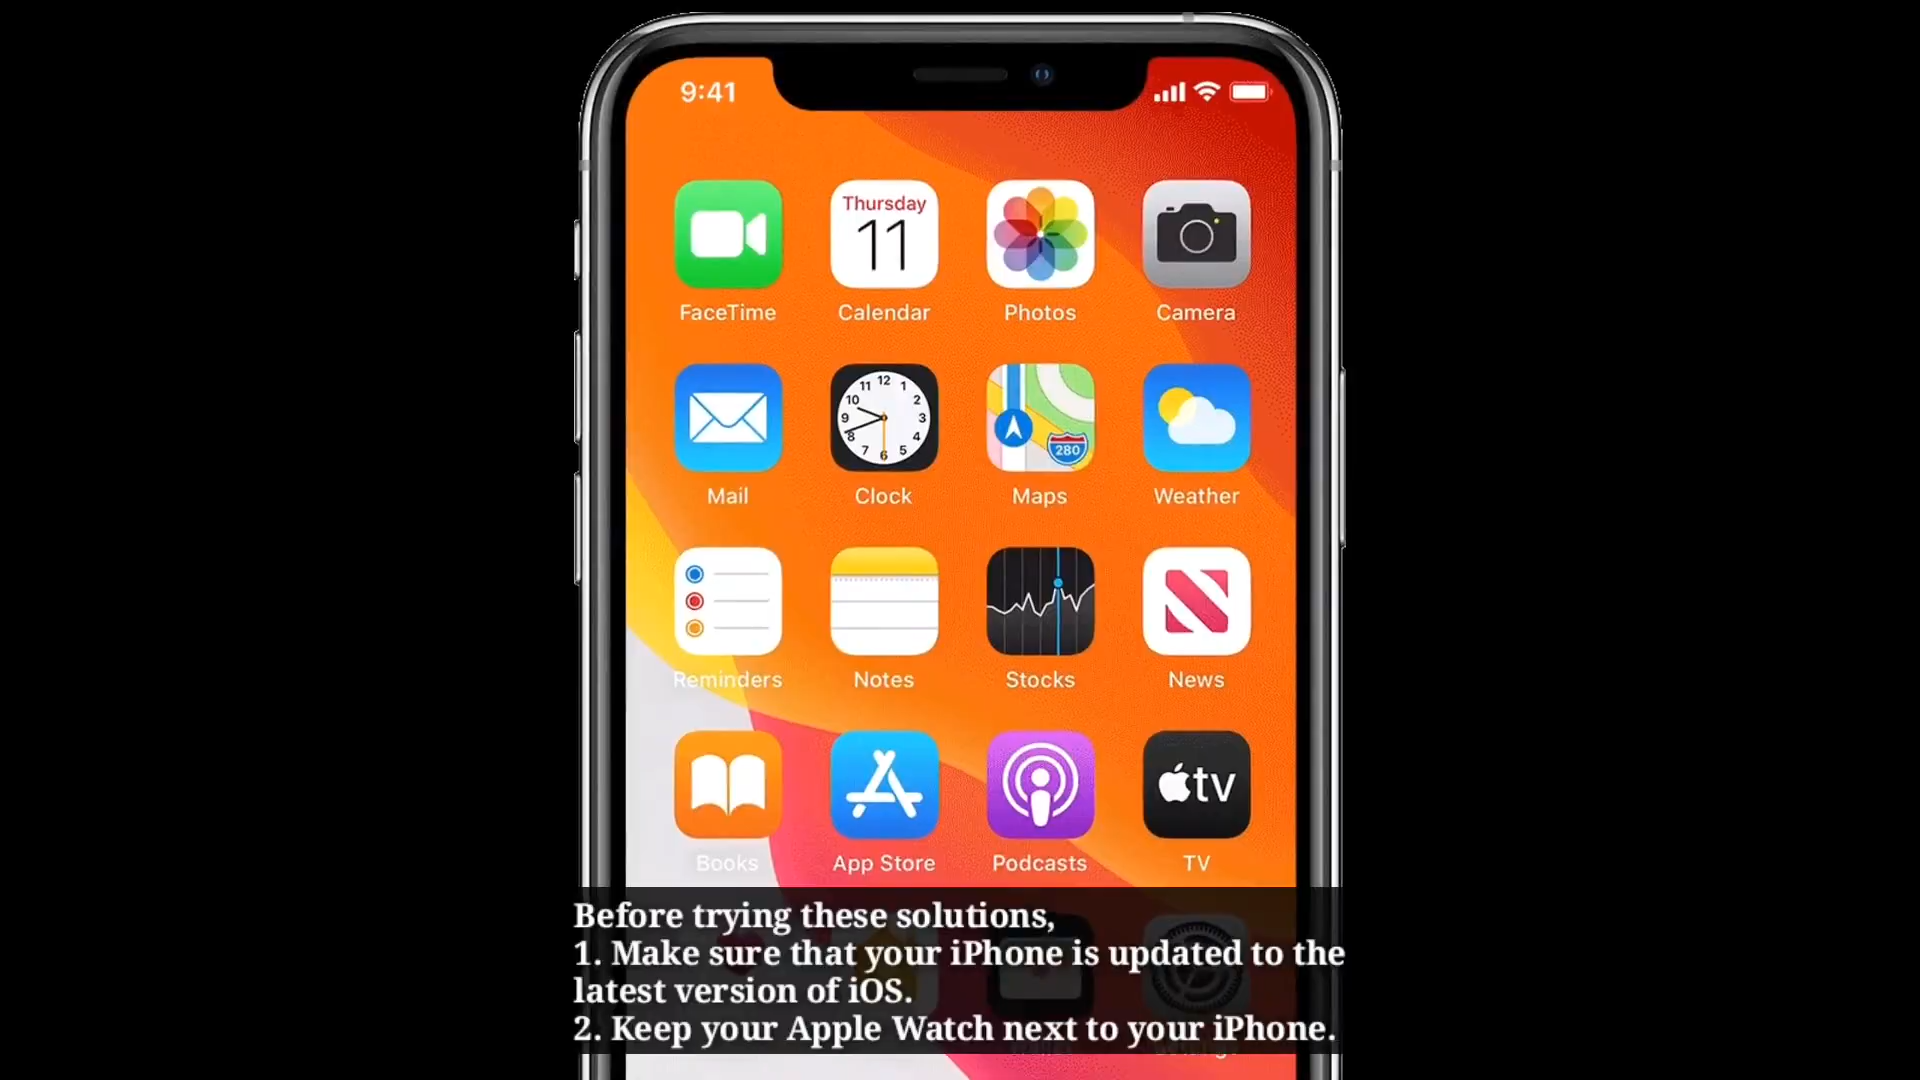 9:41
Thursday
11
FaceTime Calendar Photos Camera
12
11 1
10 2
9 3
8 4
7 5
6
280
Mail Clock Maps Weather
Reminders Notes Stocks News
tv
Books App Store Podcasts TV
Before trying these solutions,
1. Make sure that your iPhone is updated to the
latest version of iOS.
2. Keep your Apple Watch next to your iPhone.